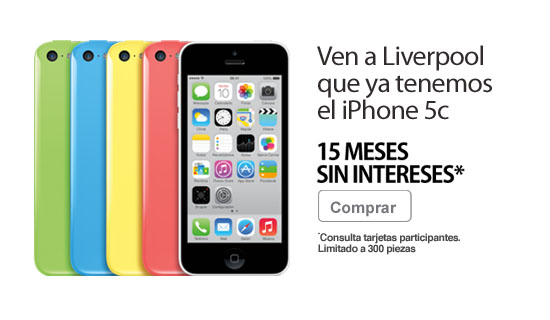 Ven a Liverpool
que ya tenemos
el iPhone 5c
15 MESES
SIN INTERESES*
Comprar
*Consulta tarjetas participantes.
Limitado a 300 piezas